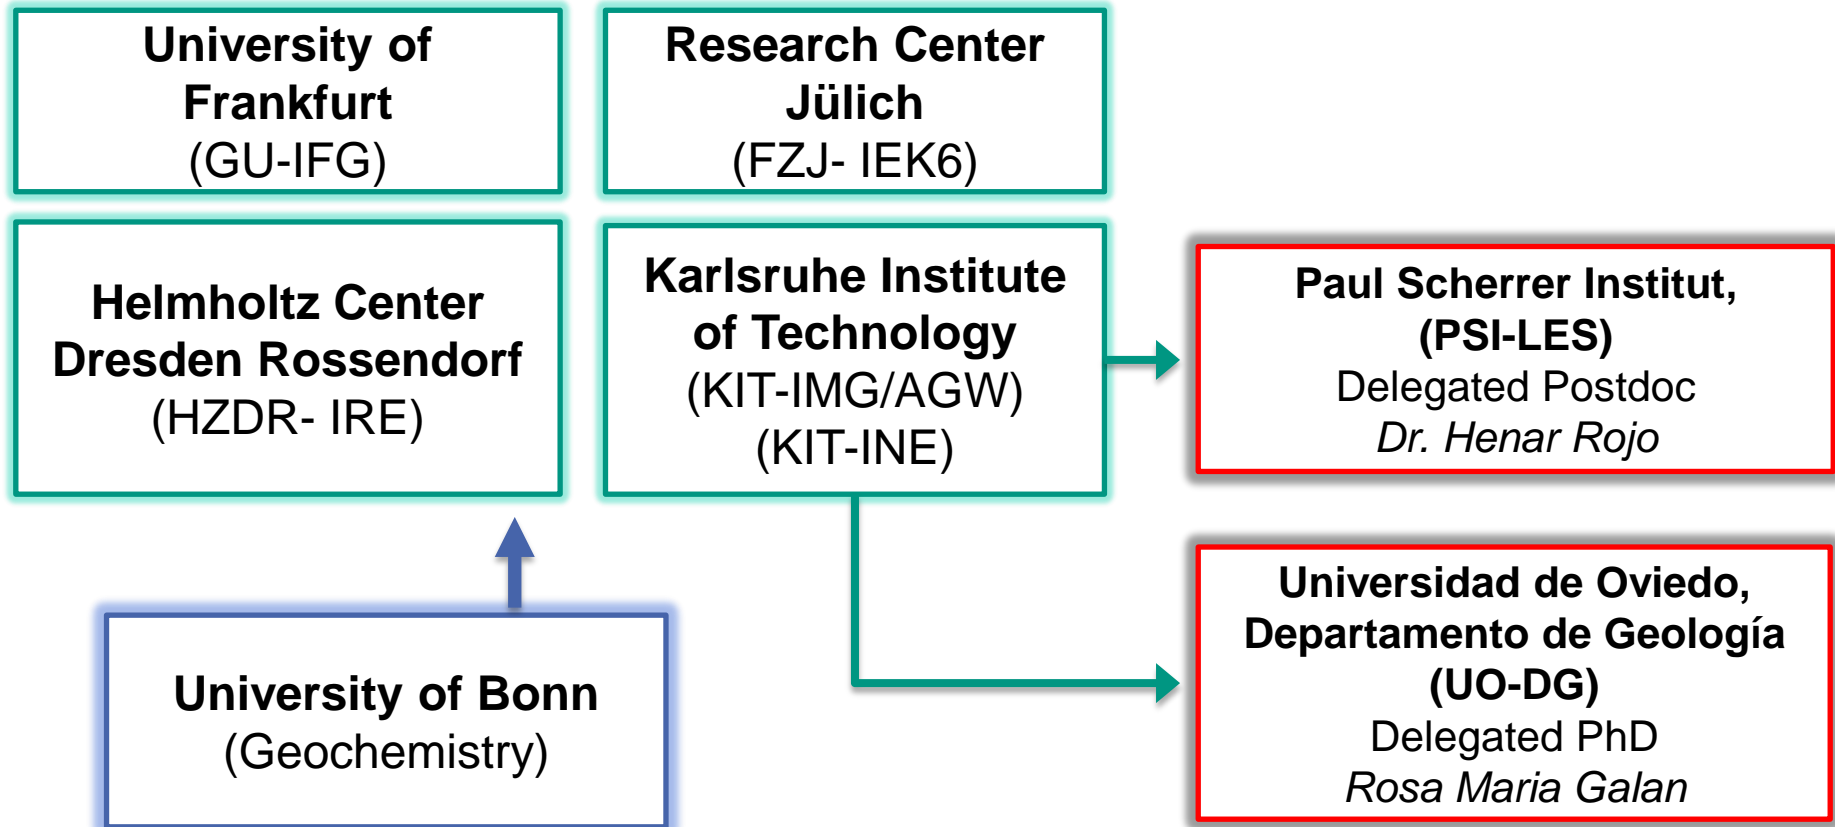 University of
Frankfurt
(GU-IFG)
Research Center
Jülich
(FZJ- IEK6)
Helmholtz Center
Dresden Rossendorf
(HZDR- IRE)
Karlsruhe Institute
of Technology
(KIT-IMG/AGW)
(KIT-INE)
Paul Scherrer Institut,
(PSI-LES)
Delegated Postdoc
Dr. Henar Rojo
University of Bonn
(Geochemistry)
Universidad de Oviedo,
Departamento de Geología
(UO-DG)
Delegated PhD
Rosa Maria Galan